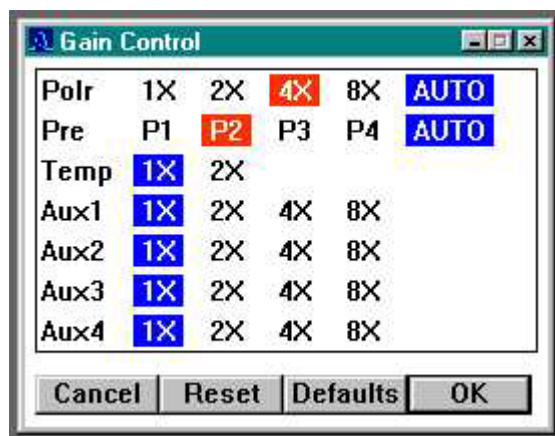 Gain Control
Polr 1X 2X 4X 8X AUTO
Pre P1 P2 P3 P4 AUTO
Temp 1X 2X
Aux1 1X 2X 4X 8X
Aux2 1X 2X 4X 8X
Aux3 1X 2X 4X 8X
Aux4 1X 2X 4X 8X
Cancel Reset Defaults OK